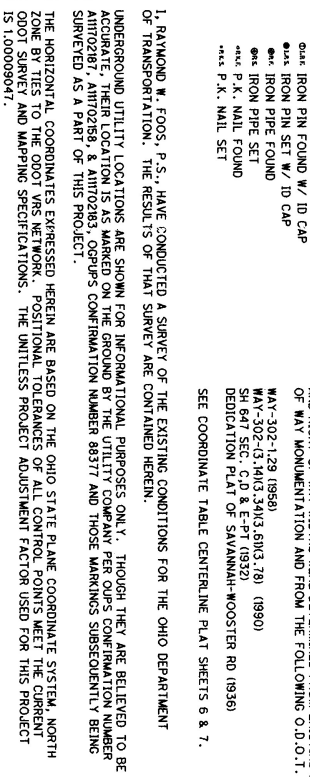 I.P.F. IRON PIN FOUND W/ ID CAP
I.P.S. IRON PIN SET W/ ID CAP
IRON PIPE FOUND
IRON PIPE SET
P.K. NAIL FOUND
P.K.S. P.K. NAIL SET
OF WAY MONUMENTATION AND FROM THE FOLLOWING O.D.O.T.
WAY-302-1.29 (1958)
WAY-302-(3.14)(3.34)(3.61)(3.78) (1990)
SH 647 SEC. C,D & E-PT (1932)
DEDICATION PLAT OF SAVANNAH-WOOSTER RD (1936)
SEE COORDINATE TABLE CENTERLINE PLAT SHEETS 6 & 7.
I, RAYMOND W. FOOS, P.S., HAVE CONDUCTED A SURVEY OF THE EXISTING CONDITIONS FOR THE OHIO DEPARTMENT
OF TRANSPORTATION. THE RESULTS OF THAT SURVEY ARE CONTAINED HEREIN.
UNDERGROUND UTILITY LOCATIONS ARE SHOWN FOR INFORMATIONAL PURPOSES ONLY. THOUGH THEY ARE BELIEVED TO BE
ACCURATE, THEIR LOCATION IS AS MARKED ON THE GROUND BY THE UTILITY COMPANY PER OUPS CONFIRMATION NUMBER
A111702187, A111702158, & A111702183, OGPUPS CONFIRMATION NUMBER 88377 AND THOSE MARKINGS SUBSEQUENTLY BEING
SURVEYED AS A PART OF THIS PROJECT.
THE HORIZONTAL COORDINATES EXPRESSED HEREIN ARE BASED ON THE OHIO STATE PLANE COORDINATE SYSTEM, NORTH
ZONE BY TIES TO THE ODOT VRS NETWORK. POSITIONAL TOLERANCES OF ALL CONTROL POINTS MEET THE CURRENT
ODOT SURVEY AND MAPPING SPECIFICATIONS. THE UNITLESS PROJECT ADJUSTMENT FACTOR USED FOR THIS PROJECT
IS 1.00009047.